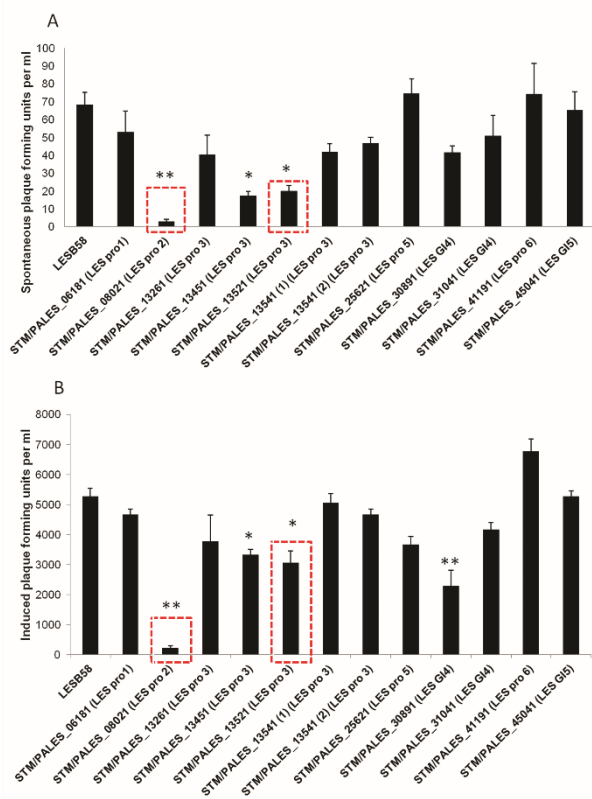 A
Spontaneous plaque forming units per ml
100
90
80
70
60
50
40
30
20
10
0
**
*
*
LESB58
STM/PALES_06181 (LES pro1)
STM/PALES_08021 (LES pro 2)
STM/PALES_13261 (LES pro 3)
STM/PALES_13451 (LES pro 3)
STM/PALES_13521 (LES pro 3)
STM/PALES_13541 (1) (LES pro 3)
STM/PALES_13541 (2) (LES pro 3)
STM/PALES_25621 (LES pro 5)
STM/PALES_30891 (LES GI4)
STM/PALES_31041 (LES GI4)
STM/PALES_41191 (LES pro 6)
STM/PALES_45041 (LES GI5)
B
Induced plaque forming units per ml
8000
7000
6000
5000
4000
3000
2000
1000
0
**
*
*
**
LESB58
STM/PALES_06181 (LES pro1)
STM/PALES_08021 (LES pro 2)
STM/PALES_13261 (LES pro 3)
STM/PALES_13451 (LES pro 3)
STM/PALES_13521 (LES pro 3)
STM/PALES_13541 (1) (LES pro 3)
STM/PALES_13541 (2) (LES pro 3)
STM/PALES_25621 (LES pro 5)
STM/PALES_30891 (LES GI4)
STM/PALES_31041 (LES GI4)
STM/PALES_41191 (LES pro 6)
STM/PALES_45041 (LES GI5)